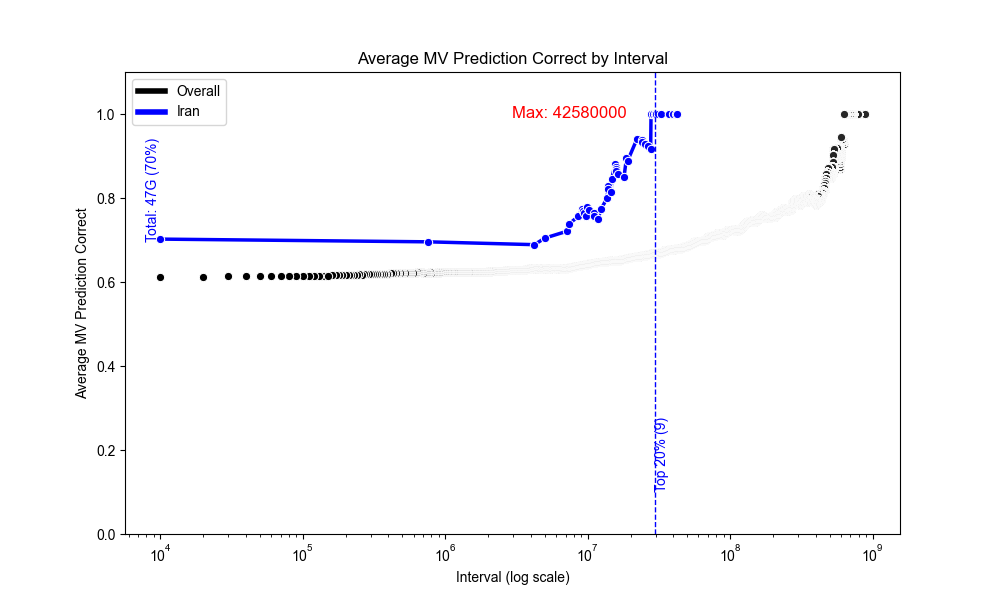 Average MV Prediction Correct by Interval
Overall
Iran
Max: 42580000
Total: 47G (70%)
Top 20% (9)
Average MV Prediction Correct
1.0
0.8
0.6
0.4
0.2
0.0
10⁴
10⁵
10⁶
10⁷
10⁸
10⁹
Interval (log scale)